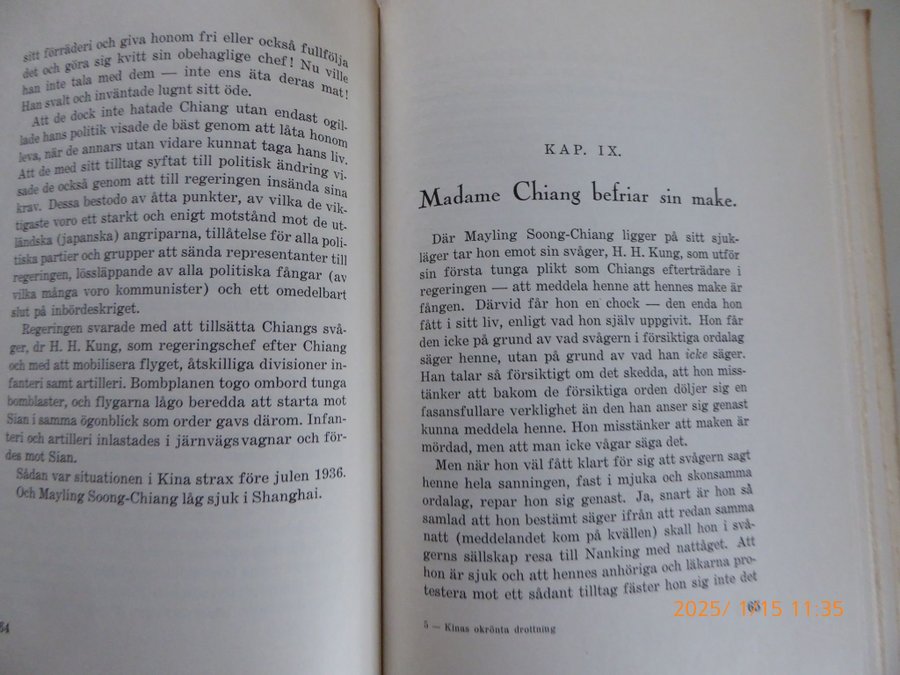 sitt förräderi och giva honom fri eller också fullfölja
det och göra sig kvitt sin obehaglige chef! Nu ville
han inte tala med dem — inte ens äta deras mat!
Han svalt och inväntade lugnt sitt öde.
Att de dock inte hatade Chiang utan endast ogil-
lade hans politik visade de bäst genom att låta honom
leva, när de annars utan vidare kunnat taga hans liv.
Att de med sitt tilltag syftat till politisk ändring vi-
sade de också genom att till regeringen insända sina
krav. Dessa bestodo av åtta punkter, av vilka de vik-
tigaste voro ett starkt och enigt motstånd mot de ut-
ländska (japanska) angriparna, tillåtelse för alla poli-
tiska partier och grupper att sända representanter till
regeringen, lössläppande av alla politiska fångar (av
vilka många voro kommunister) och ett omedelbart
slut på inbördeskriget.
Regeringen svarade med att tillsätta Chiangs svå-
ger, dr H. H. Kung, som regeringschef efter Chiang
och med att mobilisera flyget, åtskilliga divisioner in-
fanteri samt artilleri. Bombplanen togo ombord tunga
bomblaster, och flygarna lågo beredda att starta mot
Sian i samma ögonblick som order gavs därom. Infan-
teri och artilleri inlastades i järnvägsvagnar och för-
des mot Sian.
Sådan var situationen i Kina strax före julen 1936.
Och Mayling Soong-Chiang låg sjuk i Shanghai.
64
KAP. IX.
Madame Chiang befriar sin make.
Där Mayling Soong-Chiang ligger på sitt sjuk-
läger tar hon emot sin svåger, H. H. Kung, som utför
sin första tunga plikt som Chiangs efterträdare i
regeringen — att meddela henne att hennes make är
fången. Därvid får hon en chock — den enda hon
fått i sitt liv, enligt vad hon själv uppgivit. Hon får
den icke på grund av vad svågern i försiktiga ordalag
säger henne, utan på grund av vad han icke säger.
Han talar så försiktigt om det skedda, att hon miss-
tänker att bakom de försiktiga orden döljer sig en
fasansfullare verklighet än den han anser sig genast
kunna meddela henne. Hon misstänker att maken är
mördad, men att man icke vågar säga det.
Men när hon väl fått klart för sig att svågern sagt
henne hela sanningen, fast i mjuka och skonsamma
ordalag, repar hon sig genast. Ja, snart är hon så
samlad att hon bestämt säger ifrån att redan samma
natt (meddelandet kom på kvällen) skall hon i svå-
gerns sällskap resa till Nanking med nattåget. Att
hon är sjuk och att hennes anhöriga och läkarna pro-
testera mot ett sådant tilltag fäster hon sig inte det
65
5 — Kinas okrönta drottning
2025/ 1/15 11:35